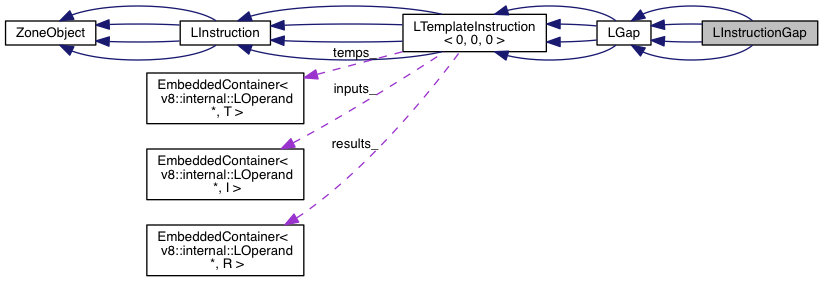 ZoneObject
LInstruction
LTemplateInstruction
< 0, 0, 0 >
LGap
LInstructionGap
temps_
EmbeddedContainer<
v8::internal::LOperand
*, T >
inputs_
EmbeddedContainer<
v8::internal::LOperand
*, I >
results_
EmbeddedContainer<
v8::internal::LOperand
*, R >